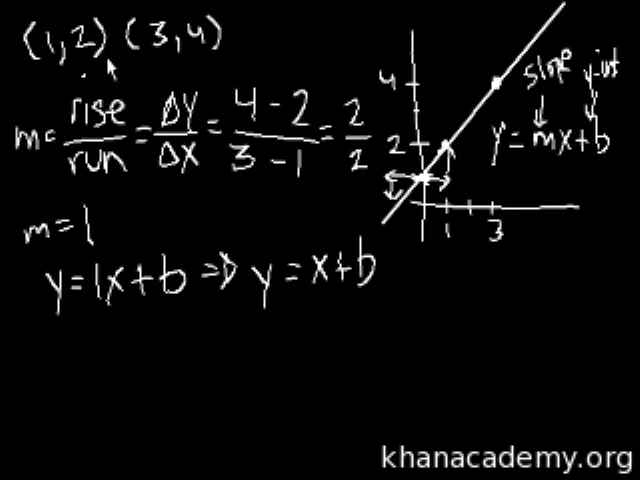 (1,2) (3,4)
m= rise/run = ΔY/ΔX = 4-2/3-1 = 2/2
m=1
y=1x+b ⇒ y=x+b
4
2
1 3
slope y-int
y=mx+b
khanacademy.org